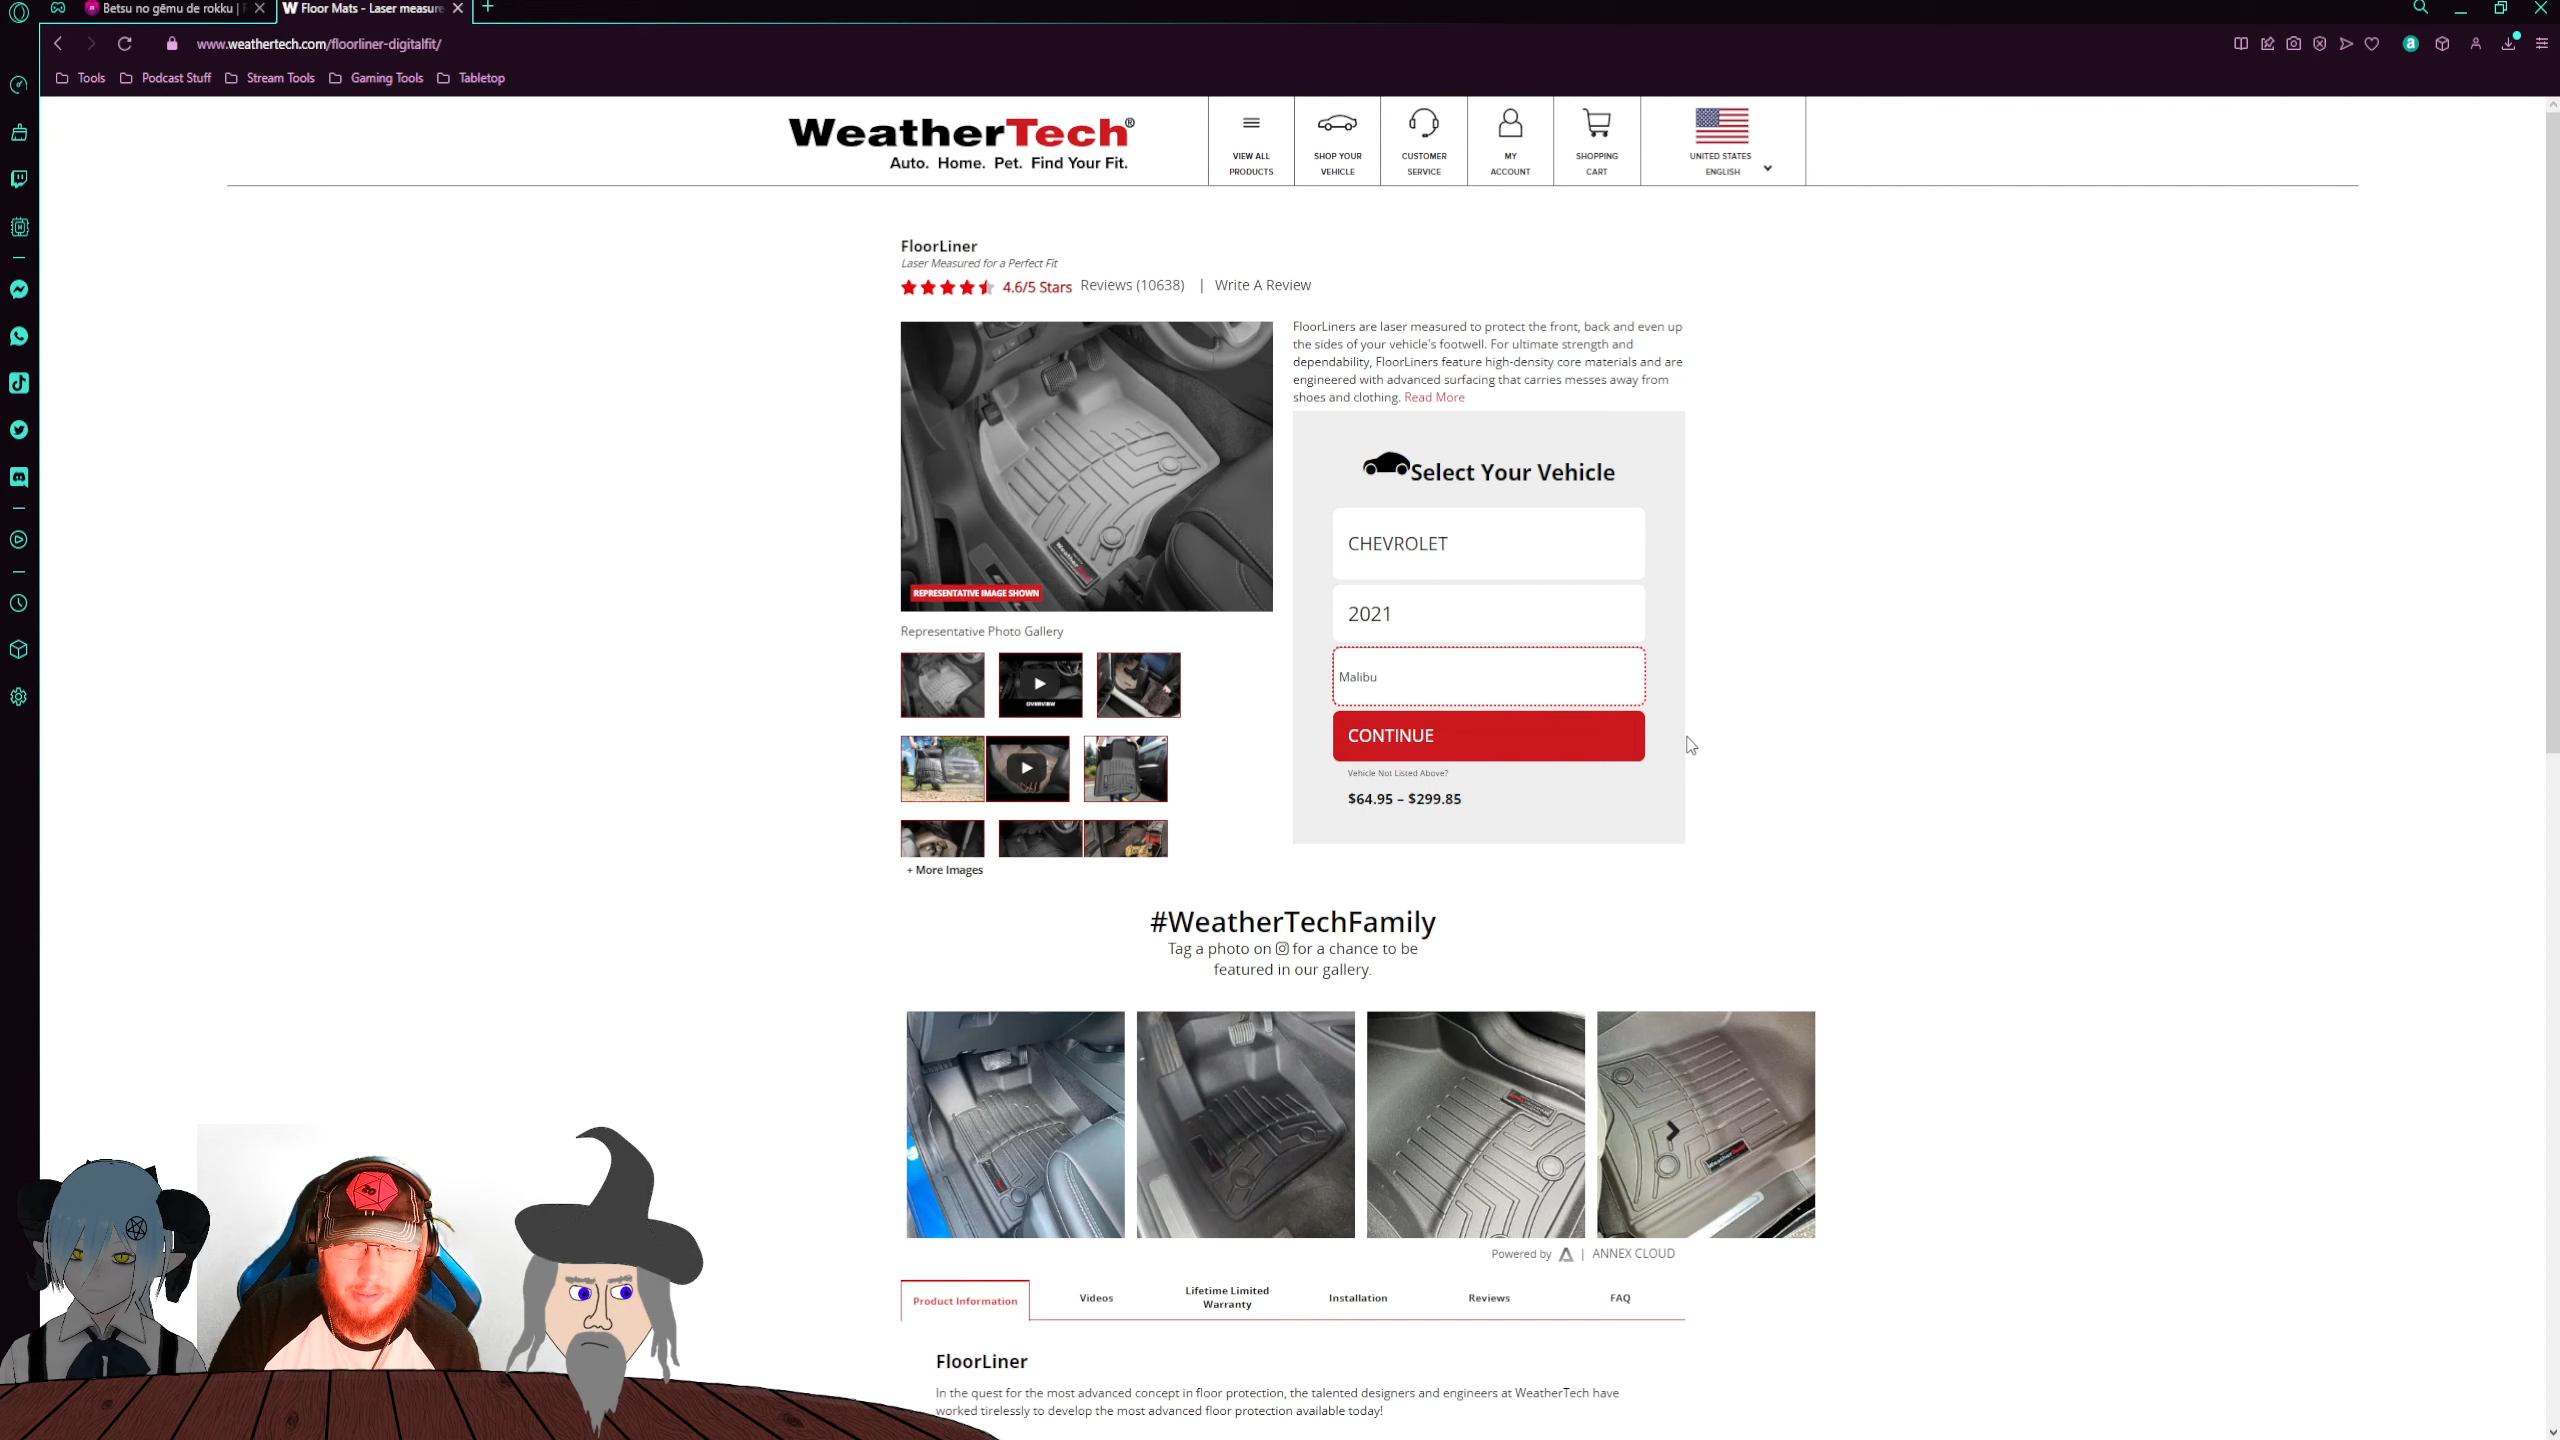 Betsu no gēmu de rokku |
Floor Mats - Laser measure
www.weathertech.com/floorliner-digitalfit/
Tools
Podcast Stuff
Stream Tools
Gaming Tools
Tabletop
WeatherTech®
Auto. Home. Pet. Find Your Fit.
VIEW ALL
PRODUCTS
SHOP YOUR
VEHICLE
CUSTOMER
SERVICE
MY
ACCOUNT
SHOPPING
CART
UNITED STATES
ENGLISH
FloorLiner
Laser Measured for a Perfect Fit
4.6/5 Stars Reviews (10638) | Write A Review
REPRESENTATIVE IMAGE SHOWN
Representative Photo Gallery
OVERVIEW
+ More Images
FloorLiners are laser measured to protect the front, back and even up
the sides of your vehicle's footwell. For ultimate strength and
dependability, FloorLiners feature high-density core materials and are
engineered with advanced surfacing that carries messes away from
shoes and clothing. Read More
Select Your Vehicle
CHEVROLET
2021
Malibu
CONTINUE
Vehicle Not Listed Above?
$64.95 – $299.85
#WeatherTechFamily
Tag a photo on for a chance to be
featured in our gallery.
Powered by | ANNEX CLOUD
Product Information
Videos
Lifetime Limited
Warranty
Installation
Reviews
FAQ
FloorLiner
In the quest for the most advanced concept in floor protection, the talented designers and engineers at WeatherTech have
worked tirelessly to develop the most advanced floor protection available today!